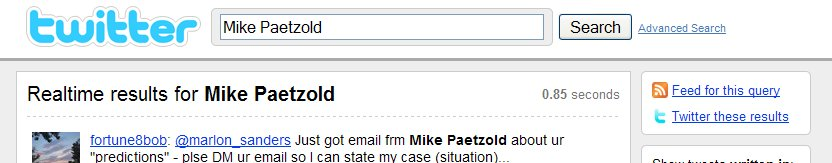 twitter
Mike Paetzold
Search
Advanced Search
Realtime results for Mike Paetzold
0.85 seconds
fortune8bob: @marlon_sanders Just got email frm Mike Paetzold about ur
"predictions" - plse DM ur email so I can state my case (situation)...
Feed for this query
Twitter these results
Show tweets written in: